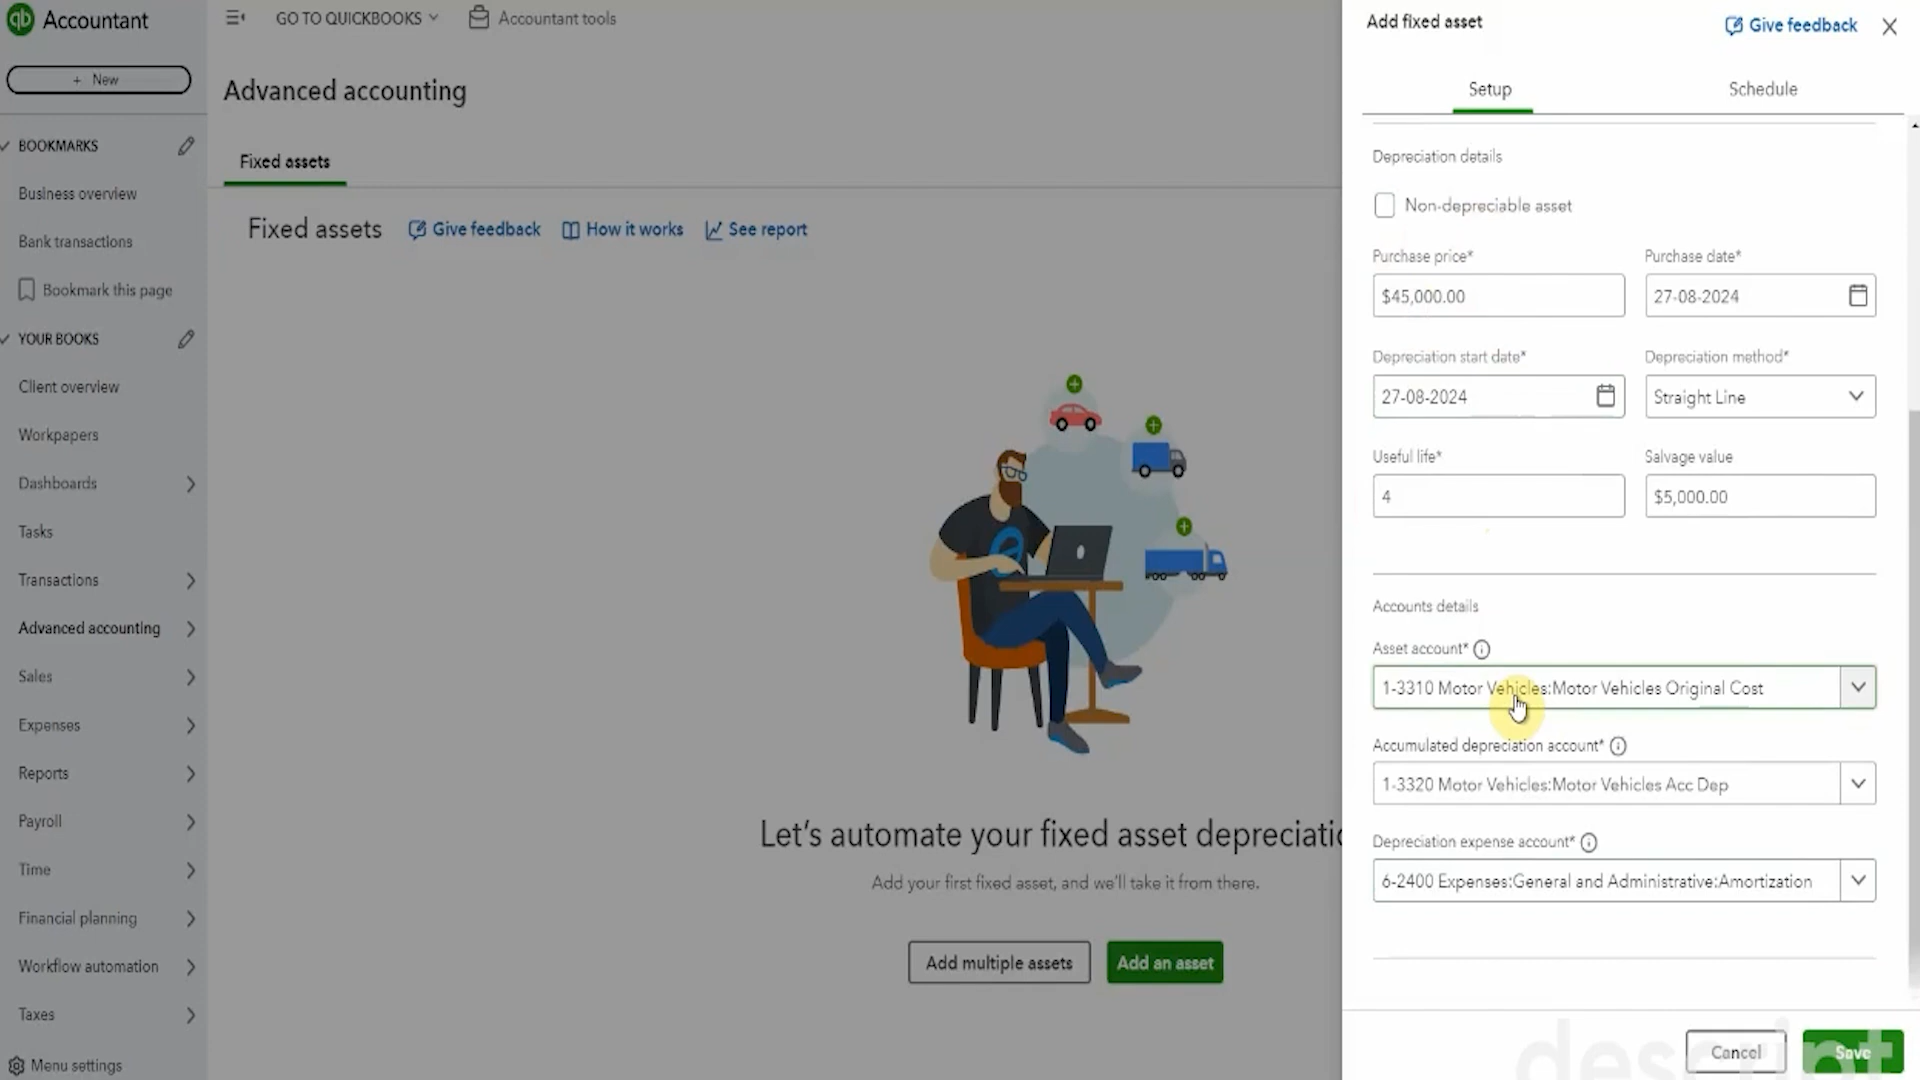 qb Accountant
+ New
BOOKMARKS
Business overview
Bank transactions
Bookmark this page
YOUR BOOKS
Client overview
Workpapers
Dashboards
Tasks
Transactions
Advanced accounting
Sales
Expenses
Reports
Payroll
Time
Financial planning
Workflow automation
Taxes
Menu settings
GO TO QUICKBOOKS
Accountant tools
Advanced accounting
Fixed assets
Fixed assets
Give feedback
How it works
See report
Let's automate your fixed asset depreciatio
Add your first fixed asset, and we'll take it from there.
Add multiple assets
Add an asset
Add fixed asset
Give feedback
Setup
Schedule
Depreciation details
Non-depreciable asset
Purchase price*
Purchase date*
$45,000.00
27-08-2024
Depreciation start date*
Depreciation method*
27-08-2024
Straight Line
Useful life*
Salvage value
4
$5,000.00
Accounts details
Asset account*
1-3310 Motor Vehicles:Motor Vehicles Original Cost
Accumulated depreciation account*
1-3320 Motor Vehicles:Motor Vehicles Acc Dep
Depreciation expense account*
6-2400 Expenses:General and Administrative:Amortization
Cancel
Save
descript